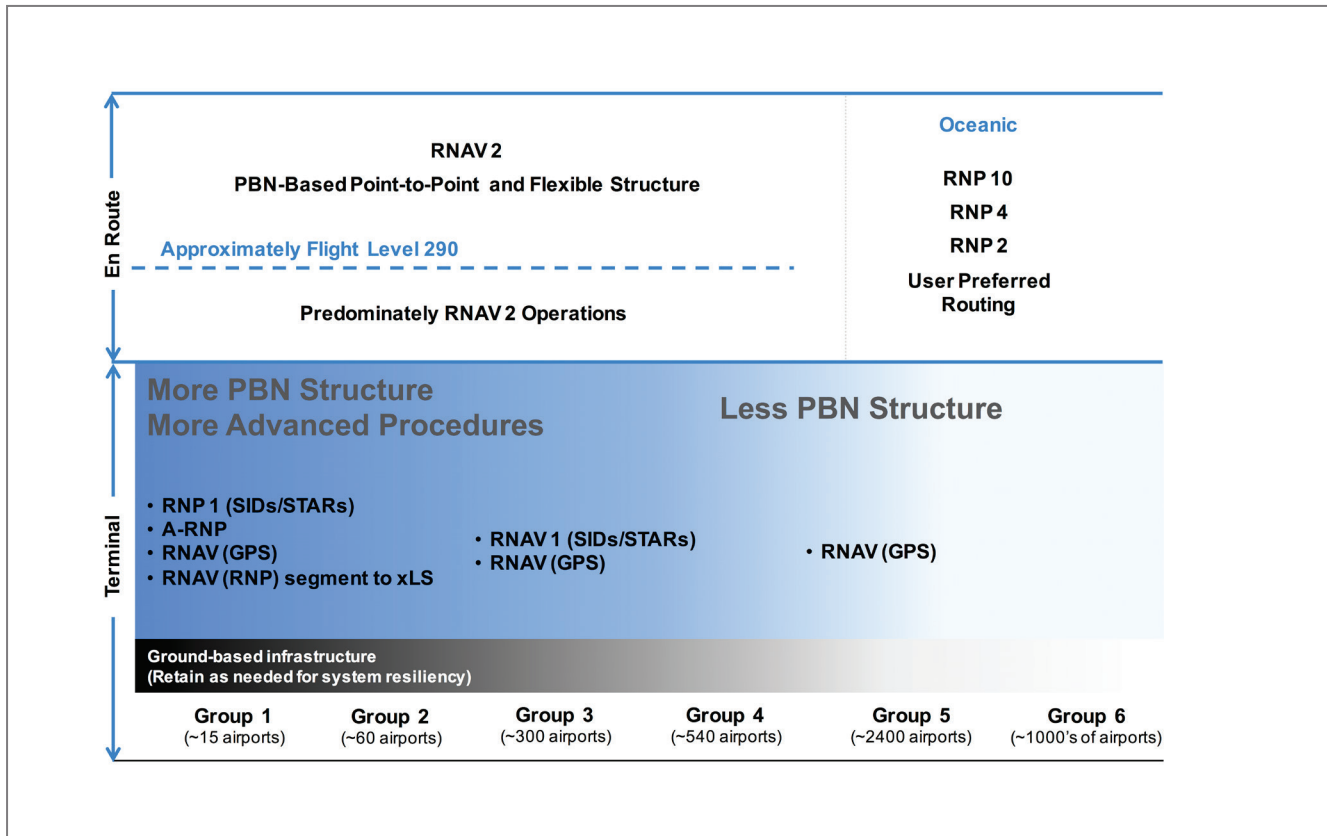 En Route
RNAV 2
PBN-Based Point-to-Point and Flexible Structure
Approximately Flight Level 290
Predominately RNAV 2 Operations
Oceanic
RNP 10
RNP 4
RNP 2
User Preferred
Routing
Terminal
More PBN Structure
More Advanced Procedures
Less PBN Structure
• RNP 1 (SIDs/STARs)
• A-RNP
• RNAV (GPS)
• RNAV (RNP) segment to xLS
• RNAV 1 (SIDs/STARs)
• RNAV (GPS)
• RNAV (GPS)
Ground-based infrastructure
(Retain as needed for system resiliency)
Group 1
(~15 airports)
Group 2
(~60 airports)
Group 3
(~300 airports)
Group 4
(~540 airports)
Group 5
(~2400 airports)
Group 6
(~1000's of airports)